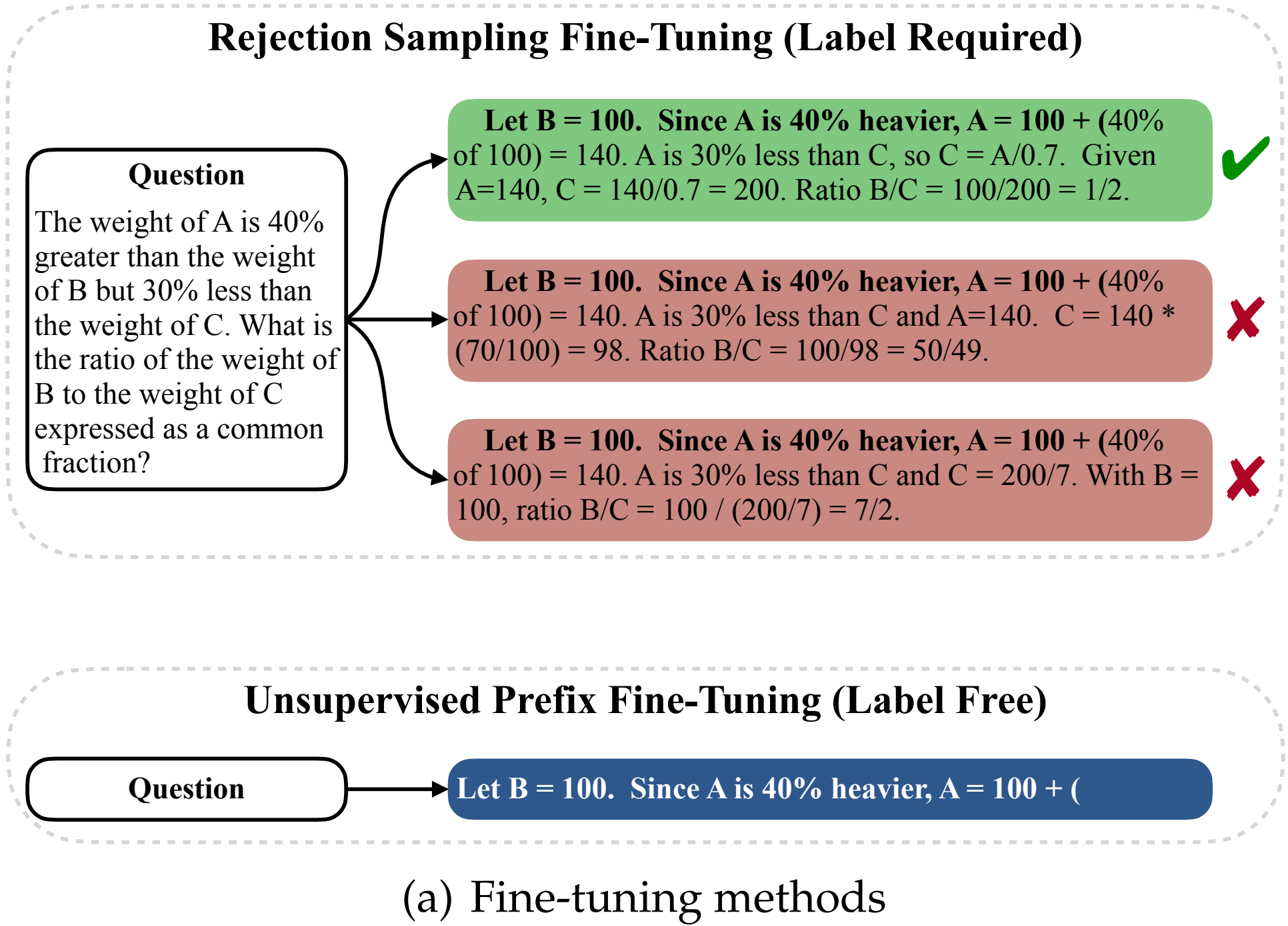 Rejection Sampling Fine-Tuning (Label Required)
Question
The weight of A is 40%
greater than the weight
of B but 30% less than
the weight of C. What is
the ratio of the weight of
B to the weight of C
expressed as a common
fraction?
Let B = 100. Since A is 40% heavier, A = 100 + (40%
of 100) = 140. A is 30% less than C, so C = A/0.7. Given
A=140, C = 140/0.7 = 200. Ratio B/C = 100/200 = 1/2.
✔
Let B = 100. Since A is 40% heavier, A = 100 + (40%
of 100) = 140. A is 30% less than C and A=140. C = 140 *
(70/100) = 98. Ratio B/C = 100/98 = 50/49.
✘
Let B = 100. Since A is 40% heavier, A = 100 + (40%
of 100) = 140. A is 30% less than C and C = 200/7. With B =
100, ratio B/C = 100 / (200/7) = 7/2.
✘
Unsupervised Prefix Fine-Tuning (Label Free)
Question
Let B = 100. Since A is 40% heavier, A = 100 + (
(a) Fine-tuning methods